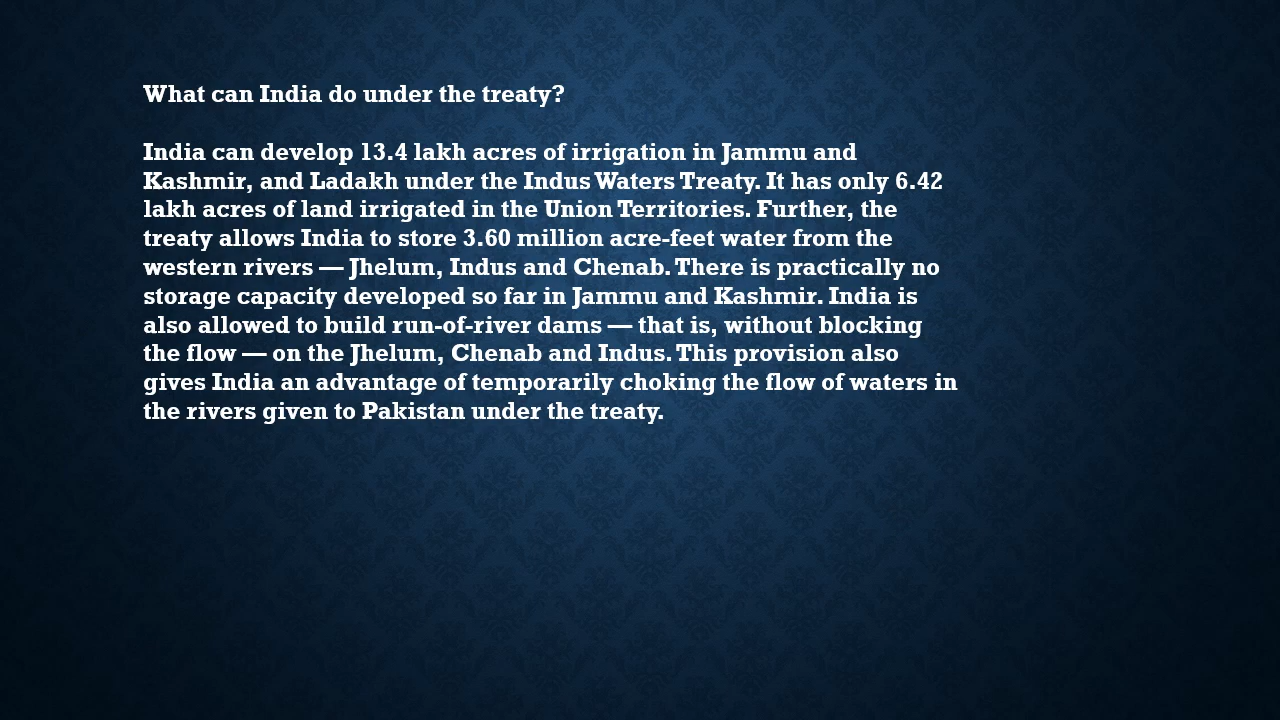 What can India do under the treaty?
India can develop 13.4 lakh acres of irrigation in Jammu and
Kashmir, and Ladakh under the Indus Waters Treaty. It has only 6.42
lakh acres of land irrigated in the Union Territories. Further, the
treaty allows India to store 3.60 million acre-feet water from the
western rivers — Jhelum, Indus and Chenab. There is practically no
storage capacity developed so far in Jammu and Kashmir. India is
also allowed to build run-of-river dams — that is, without blocking
the flow — on the Jhelum, Chenab and Indus. This provision also
gives India an advantage of temporarily choking the flow of waters in
the rivers given to Pakistan under the treaty.